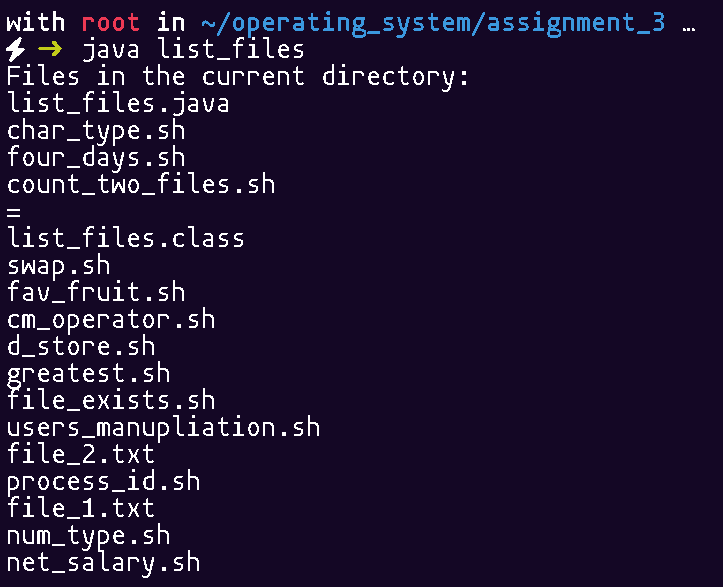 with root in ~/operating_system/assignment_3 …
⚡ → java list_files
Files in the current directory:
list_files.java
char_type.sh
four_days.sh
count_two_files.sh
=
list_files.class
swap.sh
fav_fruit.sh
cm_operator.sh
d_store.sh
greatest.sh
file_exists.sh
users_manupliation.sh
file_2.txt
process_id.sh
file_1.txt
num_type.sh
net_salary.sh